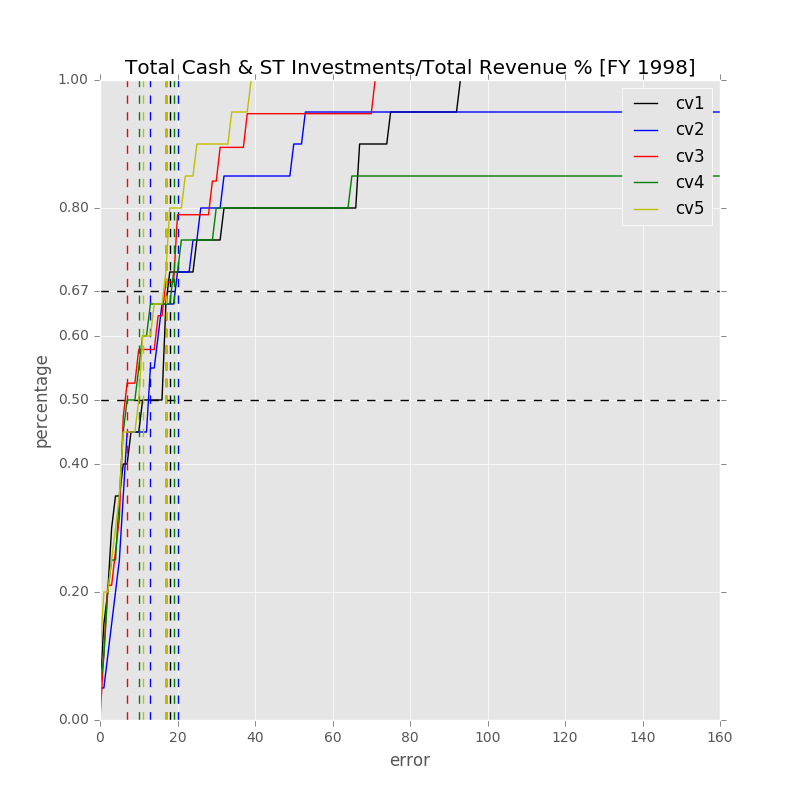 Total Cash & ST Investments/Total Revenue % [FY 1998]
1.00
0.80
0.67
0.60
0.50
0.40
0.20
0.00
percentage
0 20 40 60 80 100 120 140 160
error
cv1
cv2
cv3
cv4
cv5